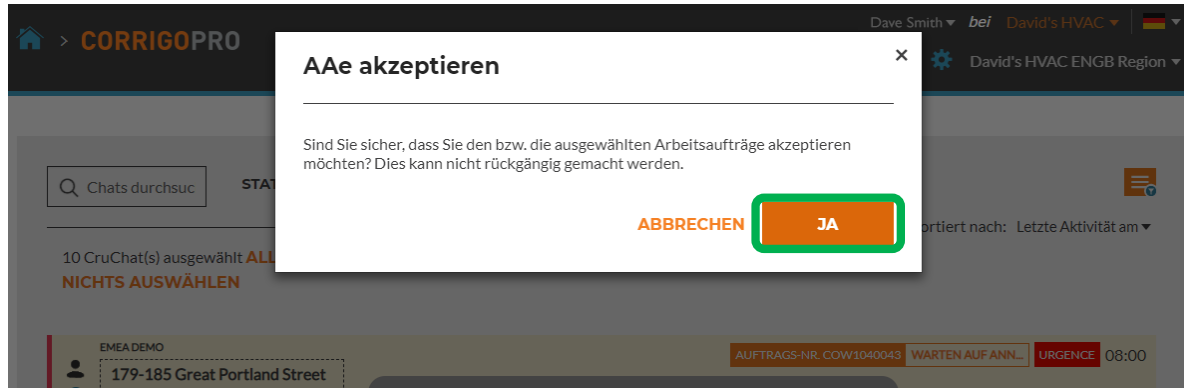 Dave Smith bei David's HVAC
> CORRIGOPRO
David's HVAC ENGB Region
AAe akzeptieren
×
Sind Sie sicher, dass Sie den bzw. die ausgewählten Arbeitsaufträge akzeptieren
möchten? Dies kann nicht rückgängig gemacht werden.
ABBRECHEN
JA
Chats durchsuc
STAT
ortiert nach: Letzte Aktivität am
10 CruChat(s) ausgewählt ALL
NICHTS AUSWÄHLEN
EMEA DEMO
179-185 Great Portland Street
AUFTRAGS-NR. COW1040043 WARTEN AUF ANN... URGENCE 08:00